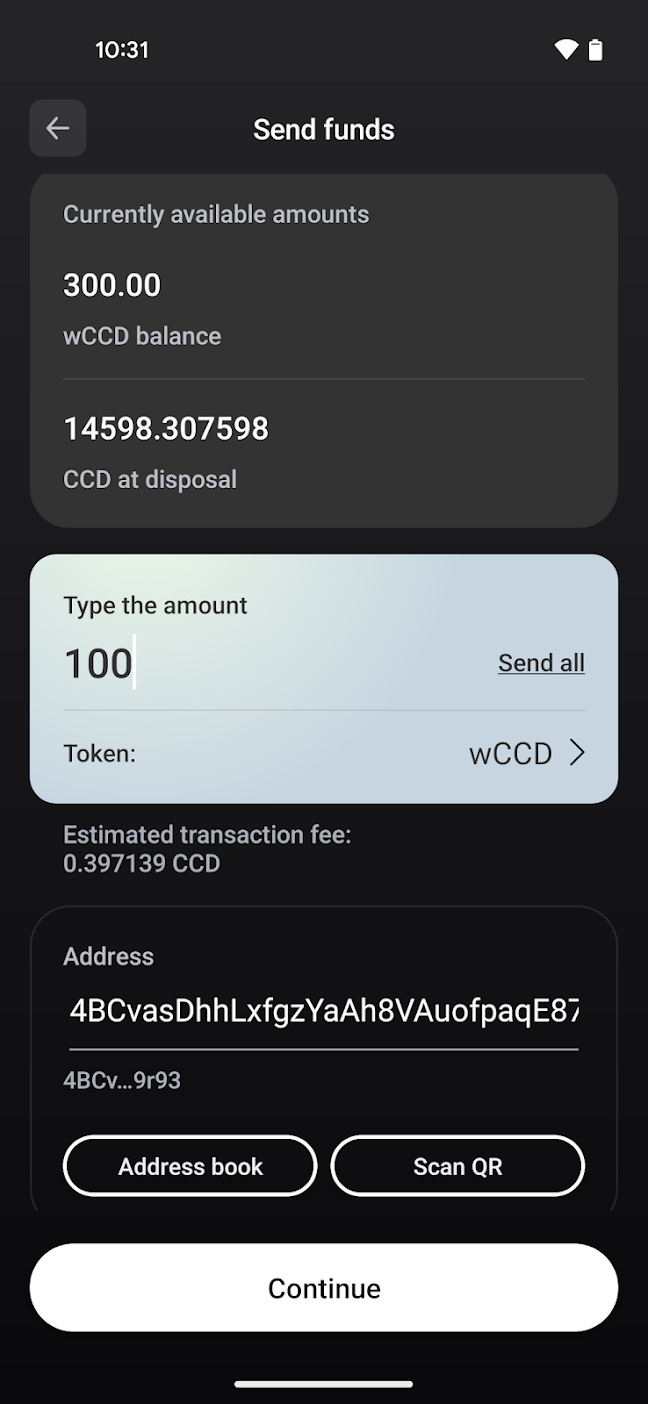 10:31
Send funds
Currently available amounts
300.00
wCCD balance
14598.307598
CCD at disposal
Type the amount
100
Send all
Token:
wCCD
Estimated transaction fee:
0.397139 CCD
Address
4BCvasDhhLxfgzYaAh8VAuofpaqE87
4BCv...9r93
Address book
Scan QR
Continue